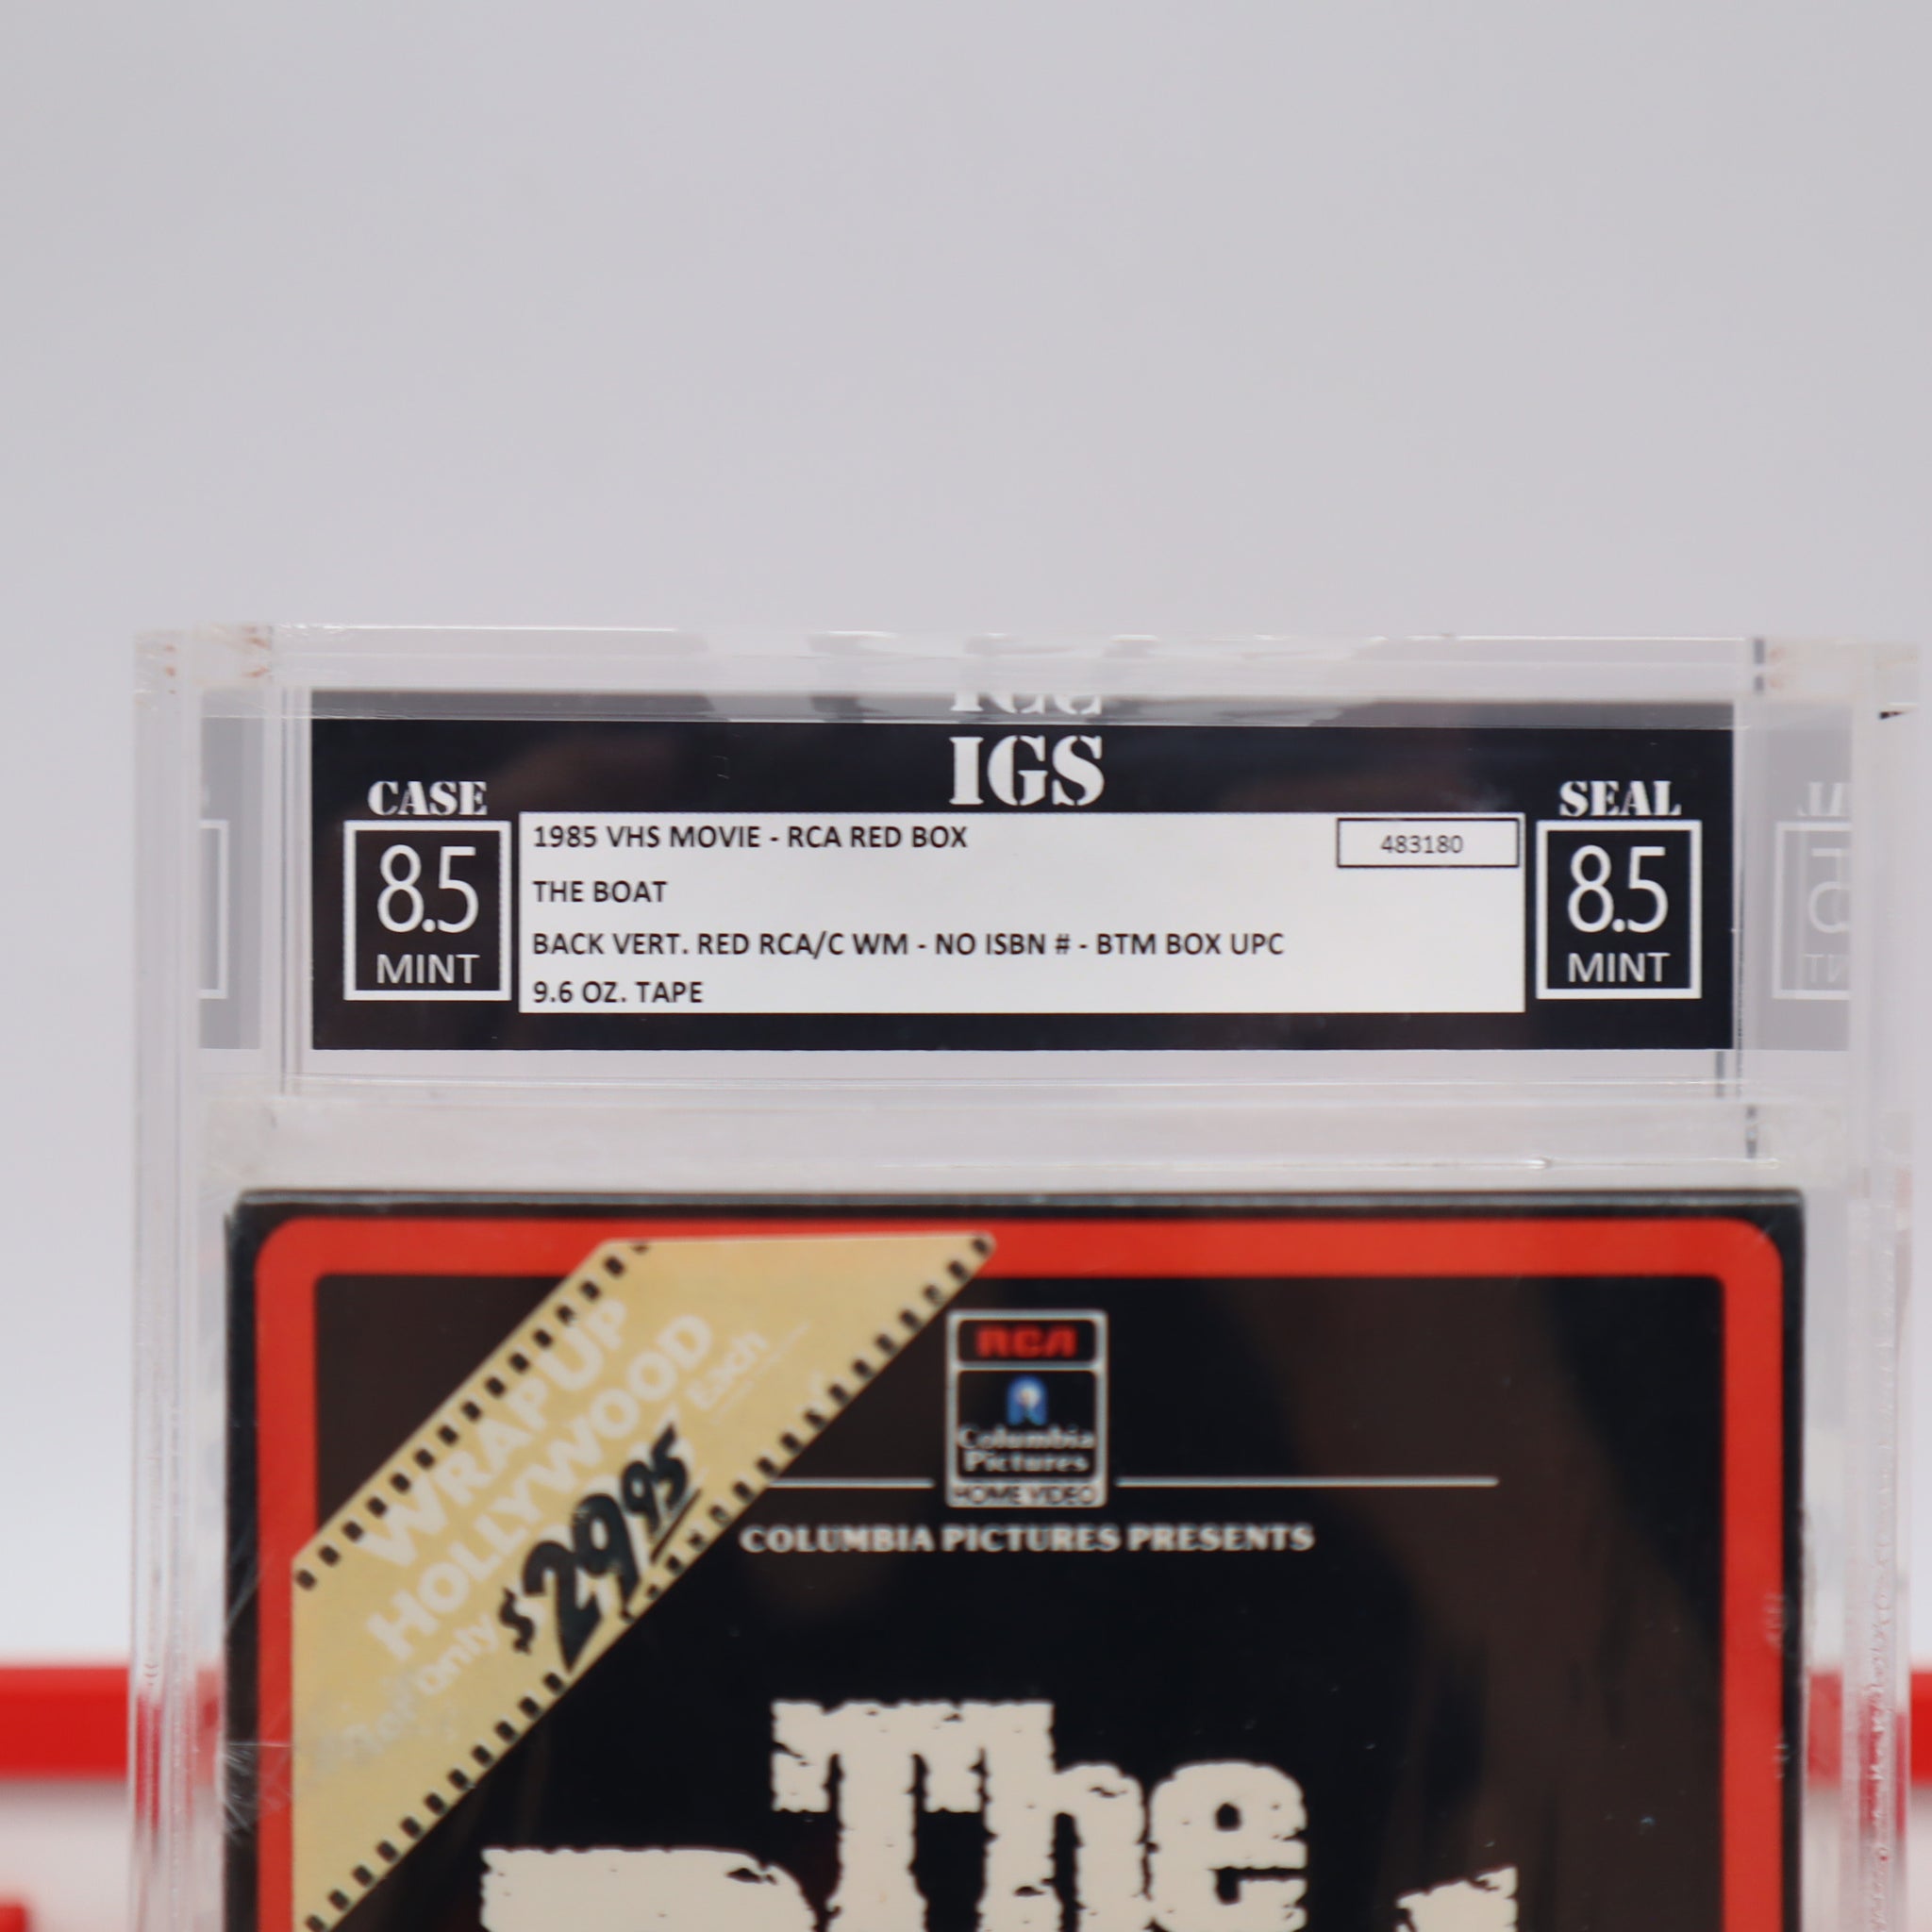 IGS
CASE
8.5
MINT
1985 VHS MOVIE - RCA RED BOX
483180
THE BOAT
BACK VERT. RED RCA/C WM - NO ISBN # - BTM BOX UPC
9.6 OZ. TAPE
SEAL
8.5
MINT
WRAP UP
HOLLYWOOD
only $29.95 Each
RCA
Columbia
Pictures
HOME VIDEO
COLUMBIA PICTURES PRESENTS
The